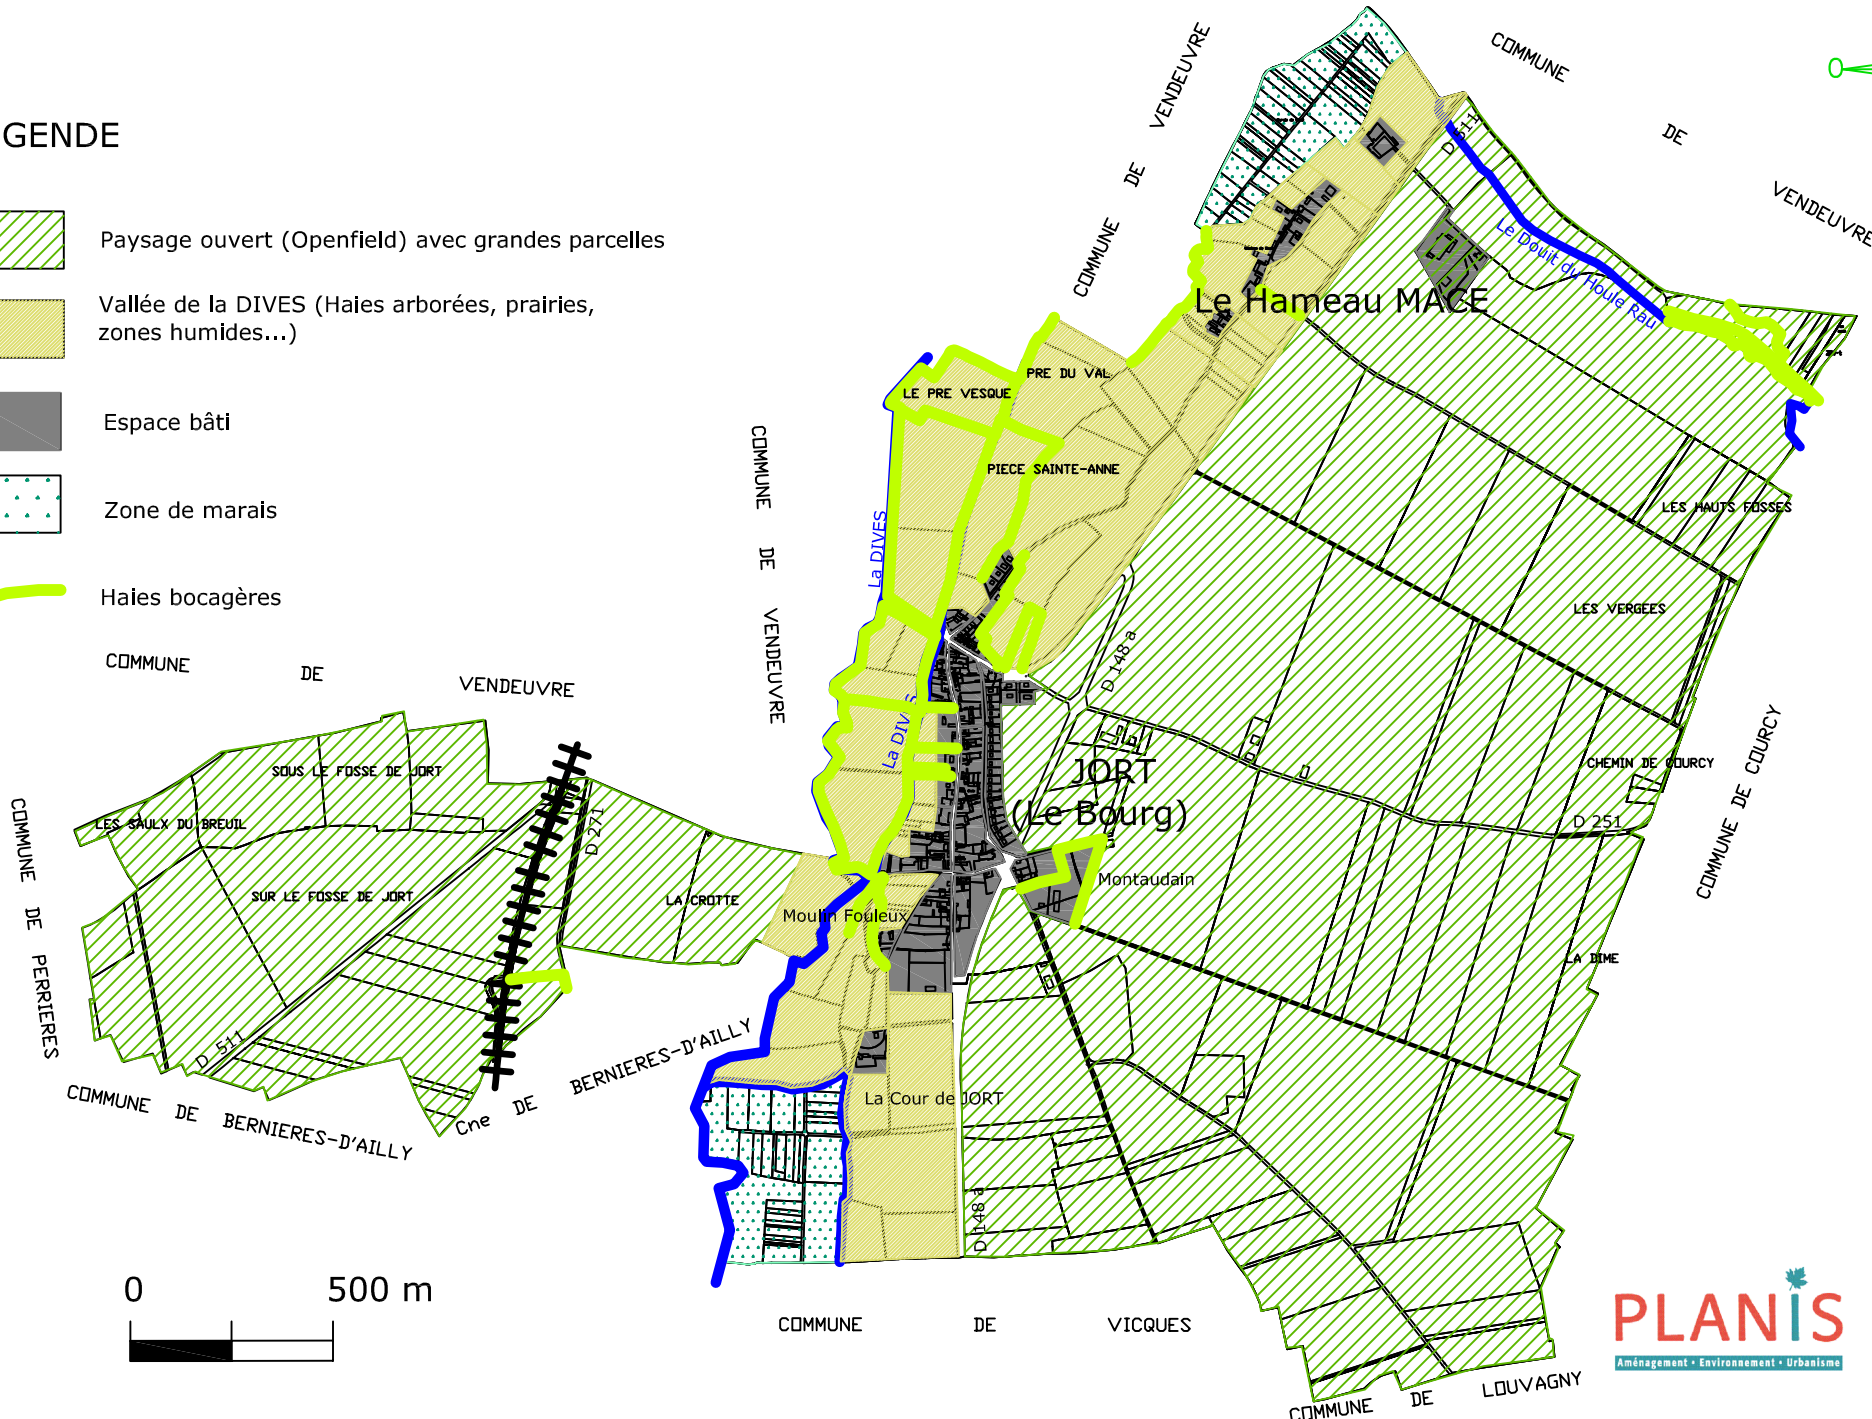 GENDE
Paysage ouvert (Openfield) avec grandes parcelles
Vallée de la DIVES (Haies arborées, prairies,
zones humides...)
Espace bâti
Zone de marais
Haies bocagères
COMMUNE DE VENDEUVRE
COMMUNE DE VENDEUVRE
COMMUNE DE VENDEUVRE
COMMUNE DE VENDEUVRE
D 511
Le Douit du Houle Rau
Le Hameau MACE
PRE DU VAL
LE PRE VESQUE
PIECE SAINTE-ANNE
LES HAUTS FOSSES
La DIVES
LES VERGEES
D 148 a
La DIVES
CHEMIN DE COURCY
COMMUNE DE COURCY
JORT
(Le Bourg)
D 251
SOUS LE FOSSE DE JORT
LES SAULX DU BREUIL
D 271
SUR LE FOSSE DE JORT
LA CROTTE
Montaudain
Moulin Fouleux
LA DIME
COMMUNE DE PERRIERES
D 511
COMMUNE DE BERNIERES-D'AILLY
Cne DE BERNIERES-D'AILLY
La Cour de JORT
D 148 a
0 500 m
COMMUNE DE VICQUES
COMMUNE DE LOUVAGNY
PLANIS
Aménagement • Environnement • Urbanisme